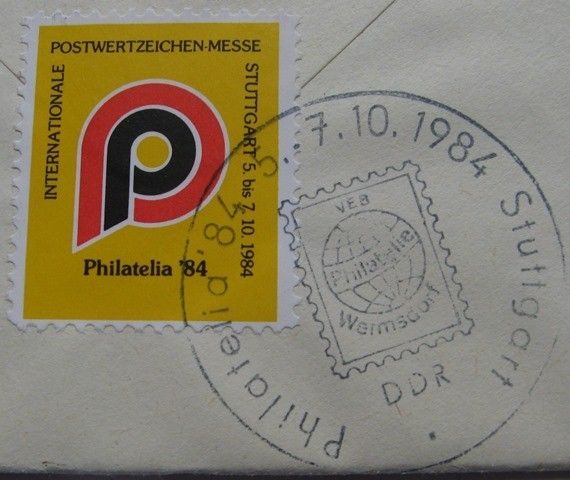 INTERNATIONALE
POSTWERTZEICHEN-MESSE
STUTTGART 5. bis 7.10.1984
Philatelia '84
Philatelia '84 5.-7.10.1984 Stuttgart
VEB
Philatelie
Wermsdorf
DDR